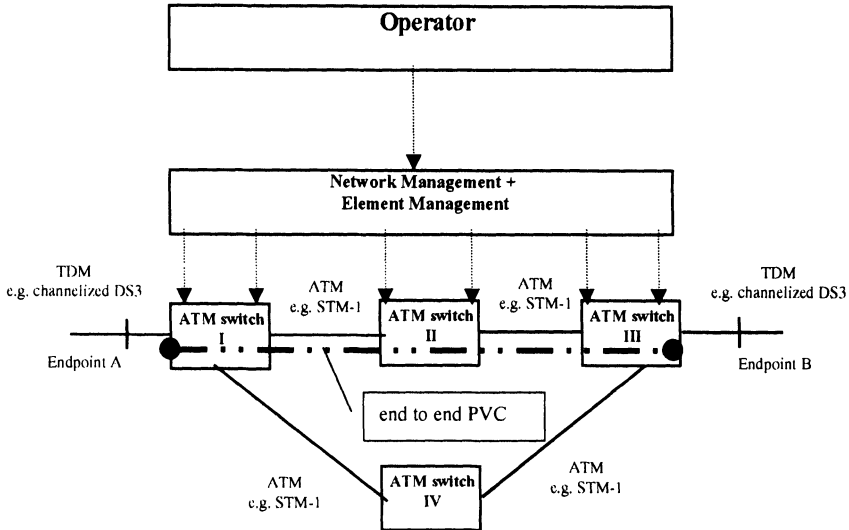 Operator
Network Management +
Element Management
TDM
e.g. channelized DS3
ATM
e.g. STM-1
ATM
e.g. STM-1
TDM
e.g. channelized DS3
ATM switch
I
ATM switch
II
ATM switch
III
Endpoint A
Endpoint B
end to end PVC
ATM
e.g. STM-1
ATM switch
IV
ATM
e.g. STM-1